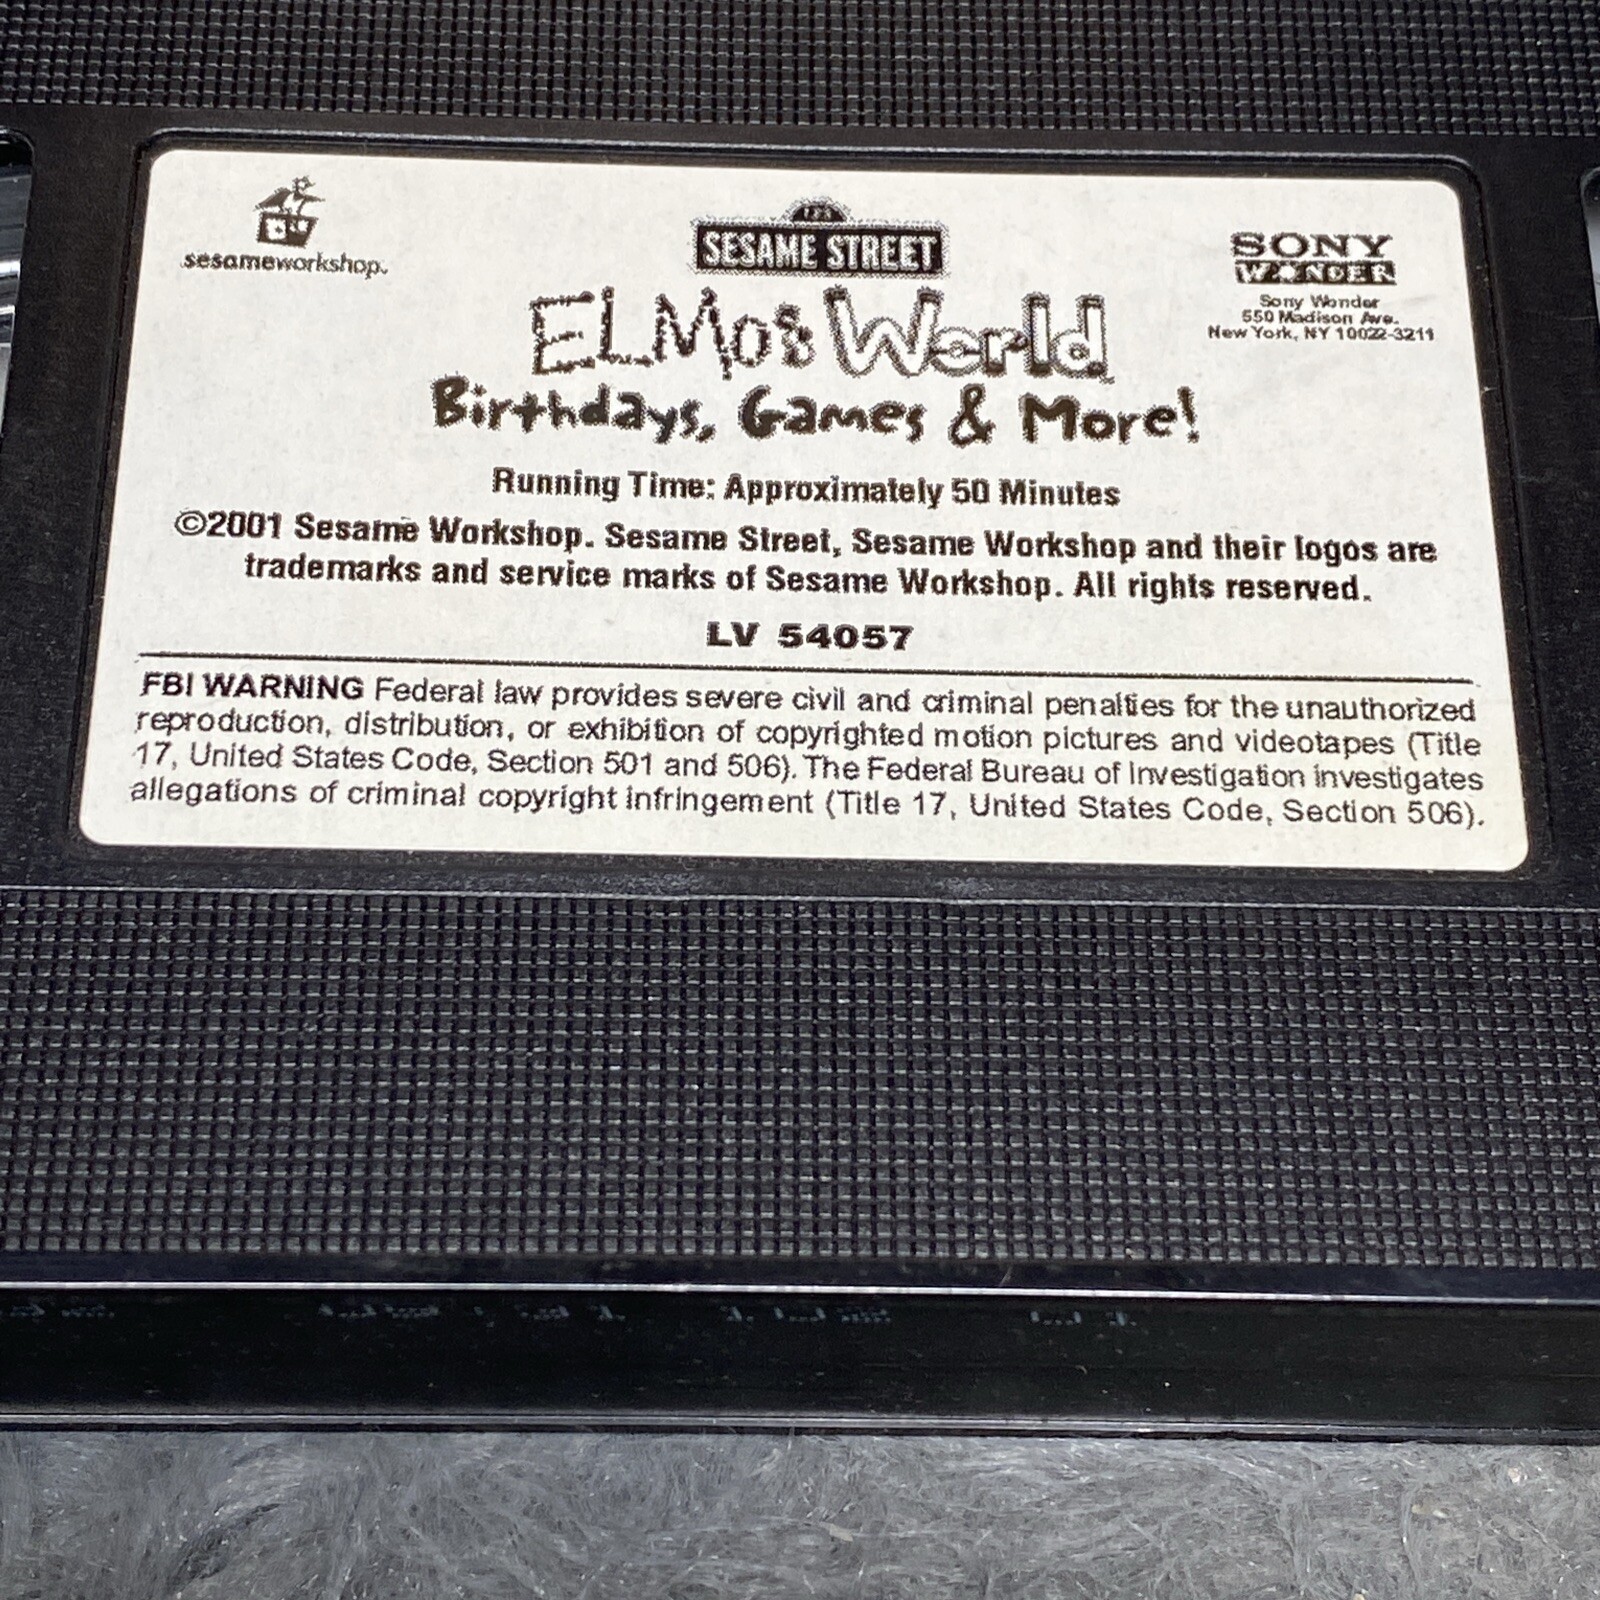 sesameworkshop.
123
SESAME STREET
ELMO'S World
Birthdays, Games & More!
SONY
WONDER
Sony Wonder
550 Madison Ave.
New York, NY 10022-3211
Running Time: Approximately 50 Minutes
©2001 Sesame Workshop. Sesame Street, Sesame Workshop and their logos are
trademarks and service marks of Sesame Workshop. All rights reserved.
LV 54057
FBI WARNING Federal law provides severe civil and criminal penalties for the unauthorized
reproduction, distribution, or exhibition of copyrighted motion pictures and videotapes (Title
17, United States Code, Section 501 and 506). The Federal Bureau of Investigation investigates
allegations of criminal copyright infringement (Title 17, United States Code, Section 506).